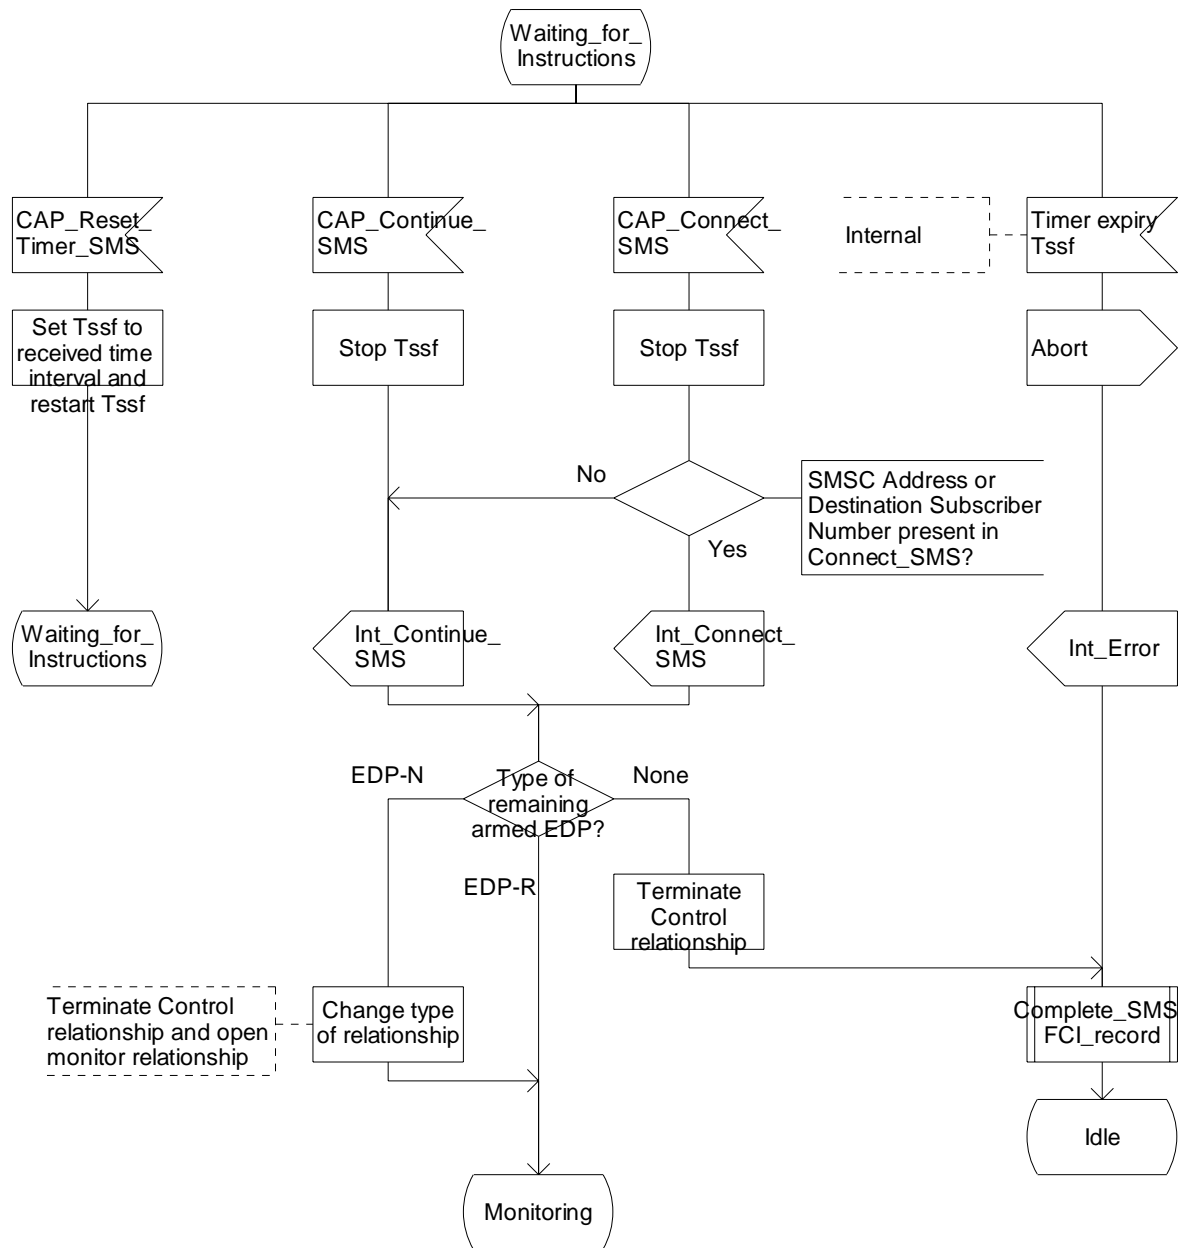 Waiting_for_
Instructions
CAP_Reset_
Timer_SMS
CAP_Continue_
SMS
CAP_Connect_
SMS
Internal
Timer expiry
Tssf
Set Tssf to
received time
interval and
restart Tssf
Stop Tssf
Stop Tssf
Abort
No
Yes
SMSC Address or
Destination Subscriber
Number present in
Connect_SMS?
Waiting_for_
Instructions
Int_Continue_
SMS
Int_Connect_
SMS
Int_Error
EDP-N
Type of
remaining
armed EDP?
None
EDP-R
Terminate
Control
relationship
Terminate Control
relationship and open
monitor relationship
Change type
of relationship
Complete_SMS
FCI_record
Idle
Monitoring